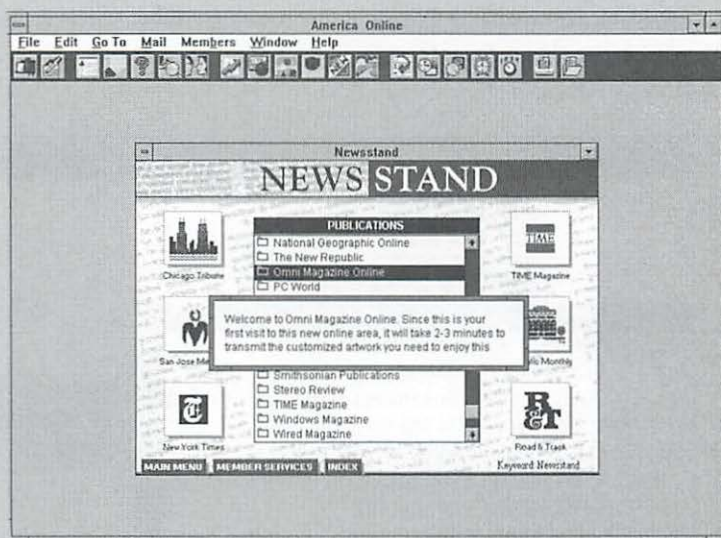 America Online
File Edit Go To Mail Members Window Help
Newsstand
NEWS STAND
PUBLICATIONS
National Geographic Online
The New Republic
Omni Magazine Online
PC World
Chicago Tribune
TIME
TIME Magazine
Welcome to Omni Magazine Online. Since this is your
first visit to this new online area, it will take 2-3 minutes to
transmit the customized artwork you need to enjoy this
San Jose
Monthly
Smithsonian Publications
Stereo Review
TIME Magazine
Windows Magazine
Wired Magazine
New York Times
R&T
Road & Track
MAIN MENU MEMBER SERVICES INDEX
Keyword: Newsstand